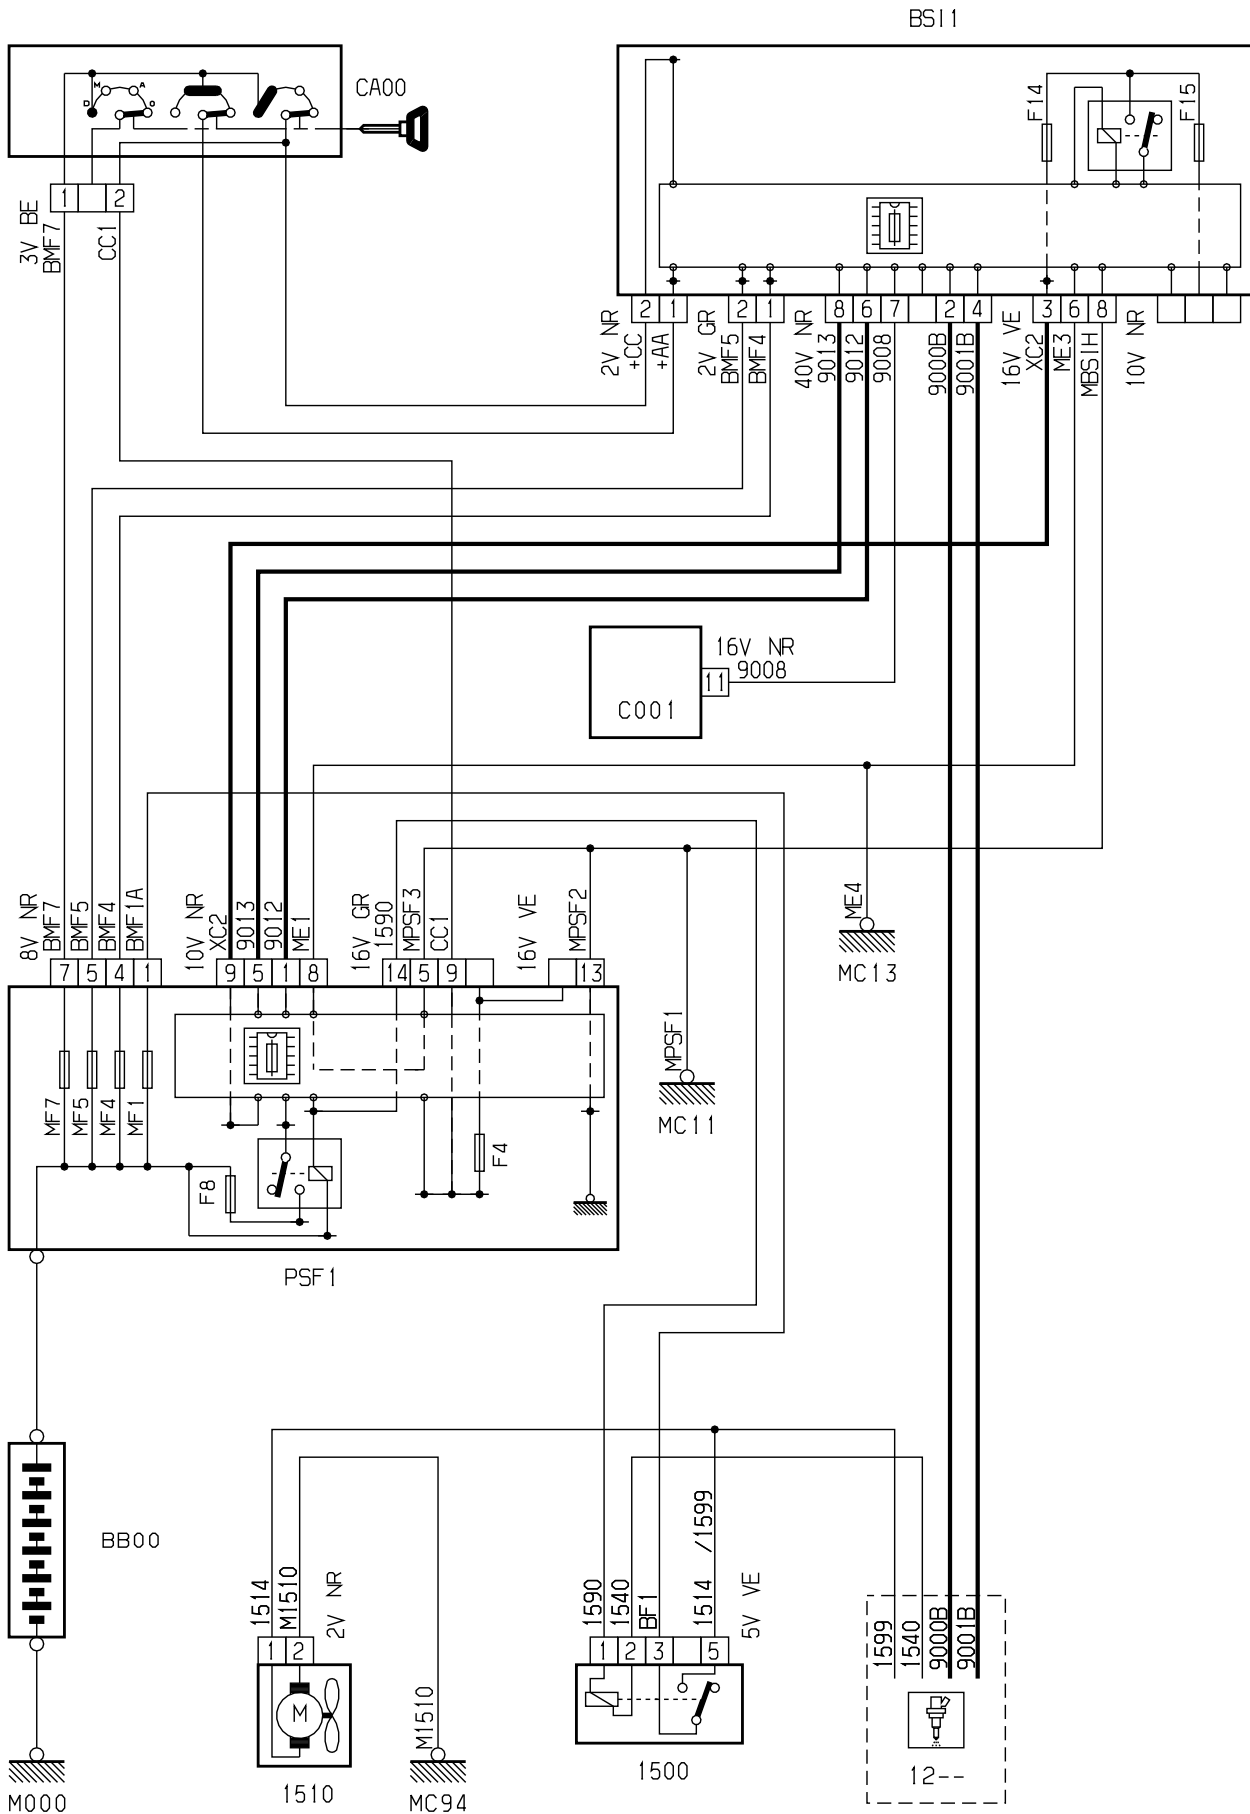 BSI1
CA00
M A
D O
F14
F15
1 2
3V BE
BMF7
CC1
2 1 2 1 8 6 7 2 4 3 6 8
2V NR
+CC
+AA
2V GR
BMF5
BMF4
40V NR
9013
9012
9008
9000B
9001B
16V VE
XC2
ME3
MBSIH
10V NR
16V NR
9008
11
C001
8V NR
BMF7
BMF5
BMF4
BMF1A
10V NR
XC2
9013
9012
ME1
16V GR
1590
MPSF3
CC1
16V VE
MPSF2
ME4
MC13
7 5 4 1 9 5 1 8 14 5 9 13
MPSF1
MC11
MF7
MF5
MF4
MF1
F8
F4
PSF1
BB00
M000
1514
M1510
2V NR
1 2
M
1510
M1510
MC94
1590
1540
BF1
1514 /1599
5V VE
1 2 3 5
1500
1599
1540
9000B
9001B
12--